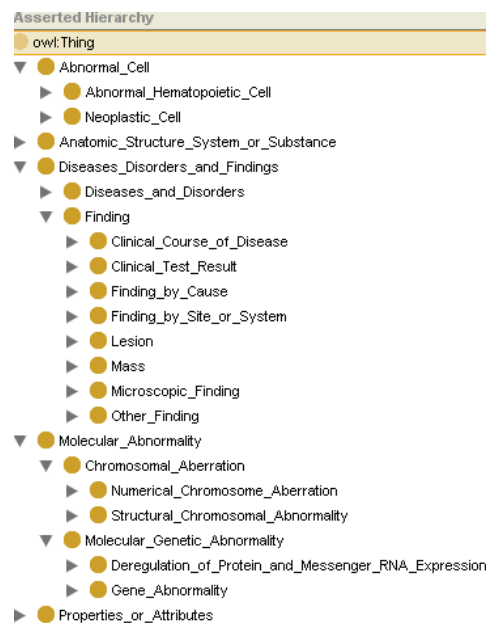 Asserted Hierarchy
owl:Thing
Abnormal_Cell
Abnormal_Hematopoietic_Cell
Neoplastic_Cell
Anatomic_Structure_System_or_Substance
Diseases_Disorders_and_Findings
Diseases_and_Disorders
Finding
Clinical_Course_of_Disease
Clinical_Test_Result
Finding_by_Cause
Finding_by_Site_or_System
Lesion
Mass
Microscopic_Finding
Other_Finding
Molecular_Abnormality
Chromosomal_Aberration
Numerical_Chromosome_Aberration
Structural_Chromosomal_Abnormality
Molecular_Genetic_Abnormality
Deregulation_of_Protein_and_Messenger_RNA_Expression
Gene_Abnormality
Properties_or_Attributes